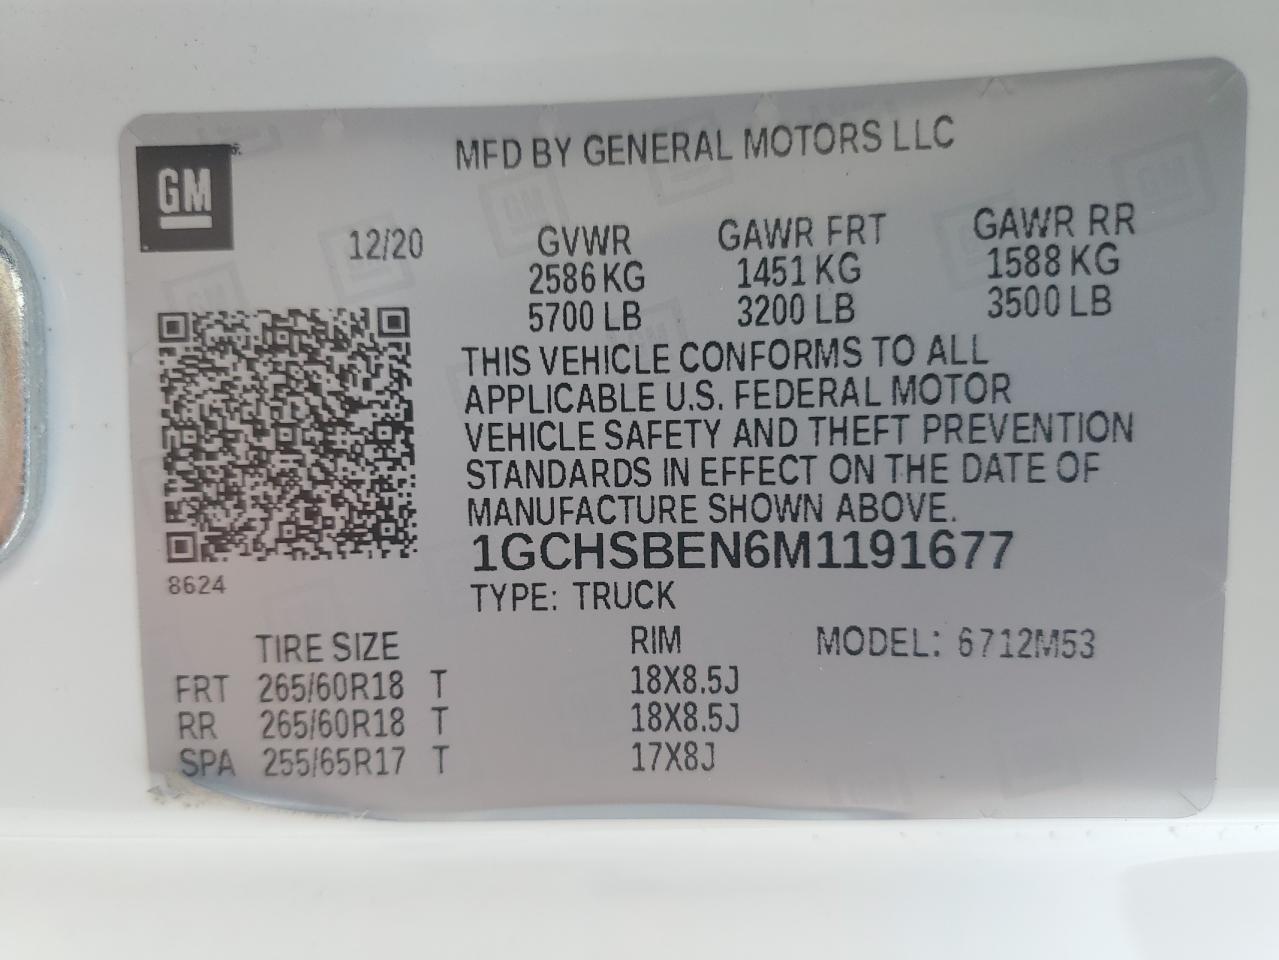 MFD BY GENERAL MOTORS LLC
GM
12/20 GVWR GAWR FRT GAWR RR
2586 KG 1451 KG 1588 KG
5700 LB 3200 LB 3500 LB
THIS VEHICLE CONFORMS TO ALL
APPLICABLE U.S. FEDERAL MOTOR
VEHICLE SAFETY AND THEFT PREVENTION
STANDARDS IN EFFECT ON THE DATE OF
MANUFACTURE SHOWN ABOVE.
1GCHSBEN6M1191677
8624
TYPE: TRUCK
TIRE SIZE RIM MODEL: 6712M53
FRT 265/60R18 T 18X8.5J
RR 265/60R18 T 18X8.5J
SPA 255/65R17 T 17X8J